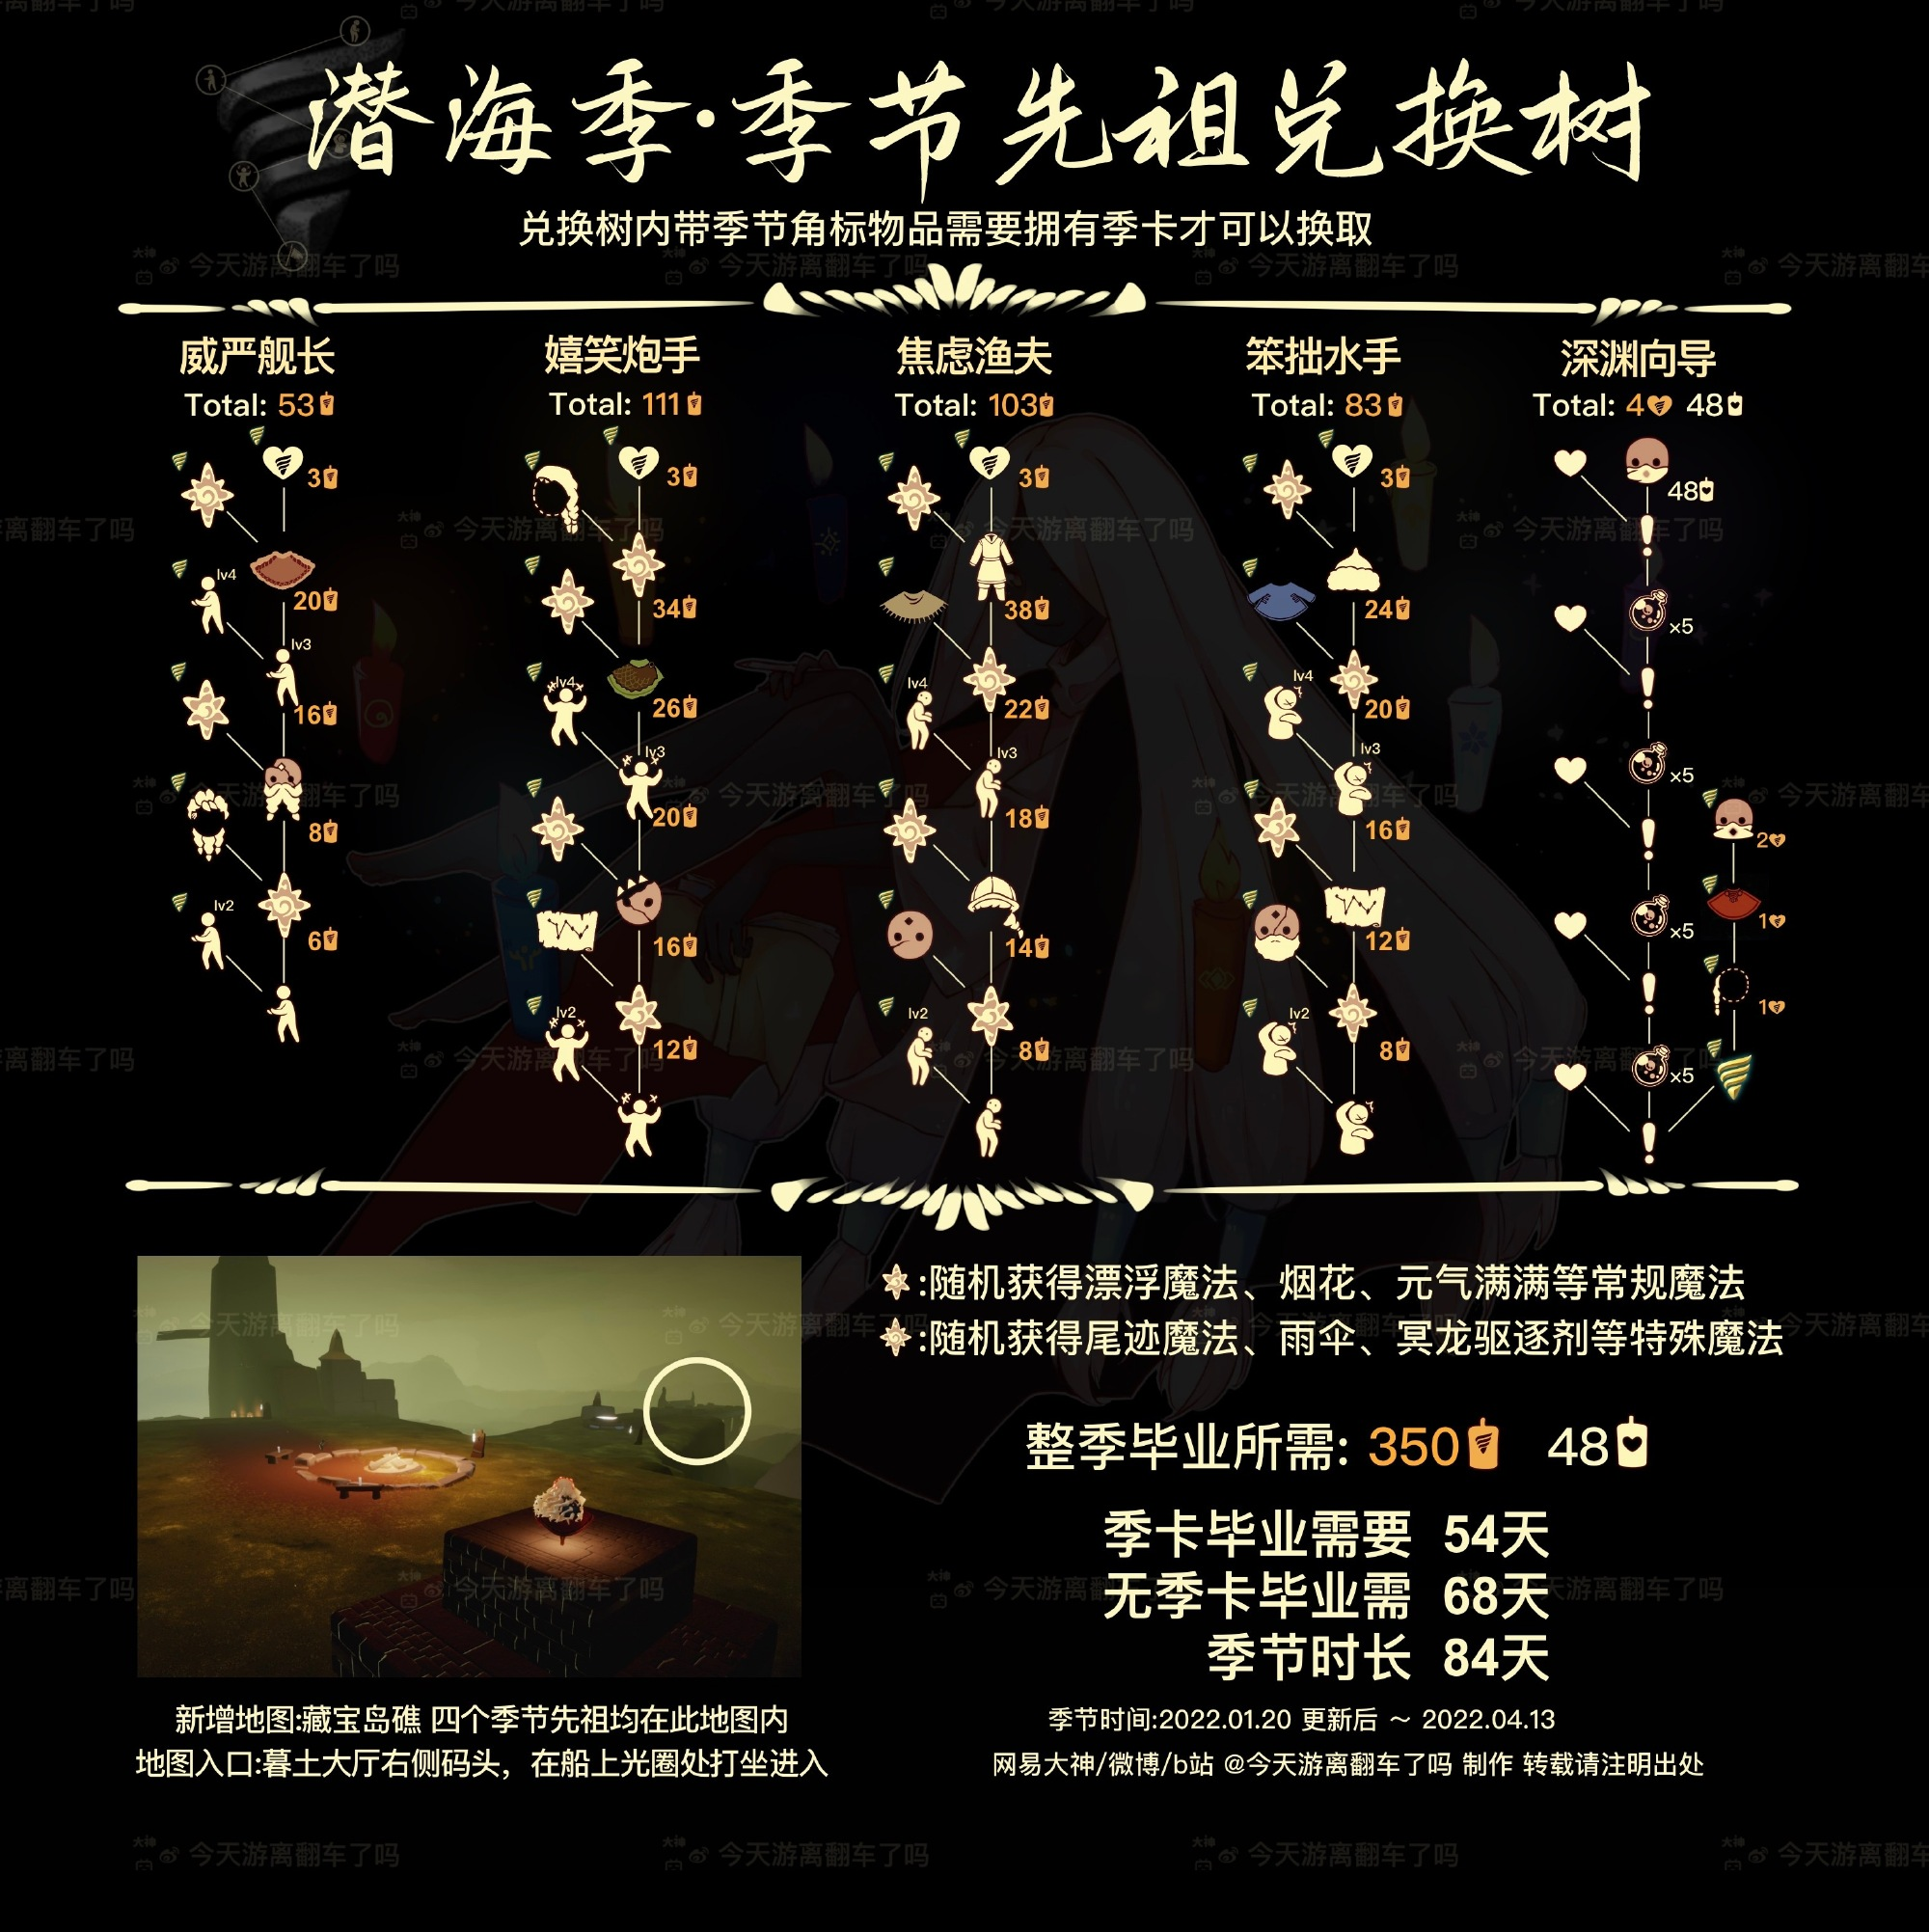 潜海季·季节先祖兑换树
兑换树内带季节角标物品需要拥有季卡才可以换取
威严舰长
Total: 53
3
lv4
20
lv3
16
8
lv2
6
嬉笑炮手
Total: 111
3
34
lv4
26
lv3
20
16
lv2
12
焦虑渔夫
Total: 103
3
38
lv4
22
lv3
18
14
lv2
8
笨拙水手
Total: 83
3
24
lv4
20
lv3
16
12
lv2
8
深渊向导
Total: 4 48
48
×5
×5
2
×5
1
1
×5
:随机获得漂浮魔法、烟花、元气满满等常规魔法
:随机获得尾迹魔法、雨伞、冥龙驱逐剂等特殊魔法
整季毕业所需: 350 48
季卡毕业需要 54天
无季卡毕业需 68天
季节时长 84天
新增地图:藏宝岛礁 四个季节先祖均在此地图内
地图入口:暮土大厅右侧码头，在船上光圈处打坐进入
季节时间:2022.01.20 更新后 ～ 2022.04.13
网易大神/微博/b站 @今天游离翻车了吗 制作 转载请注明出处
大神 今天游离翻车了吗